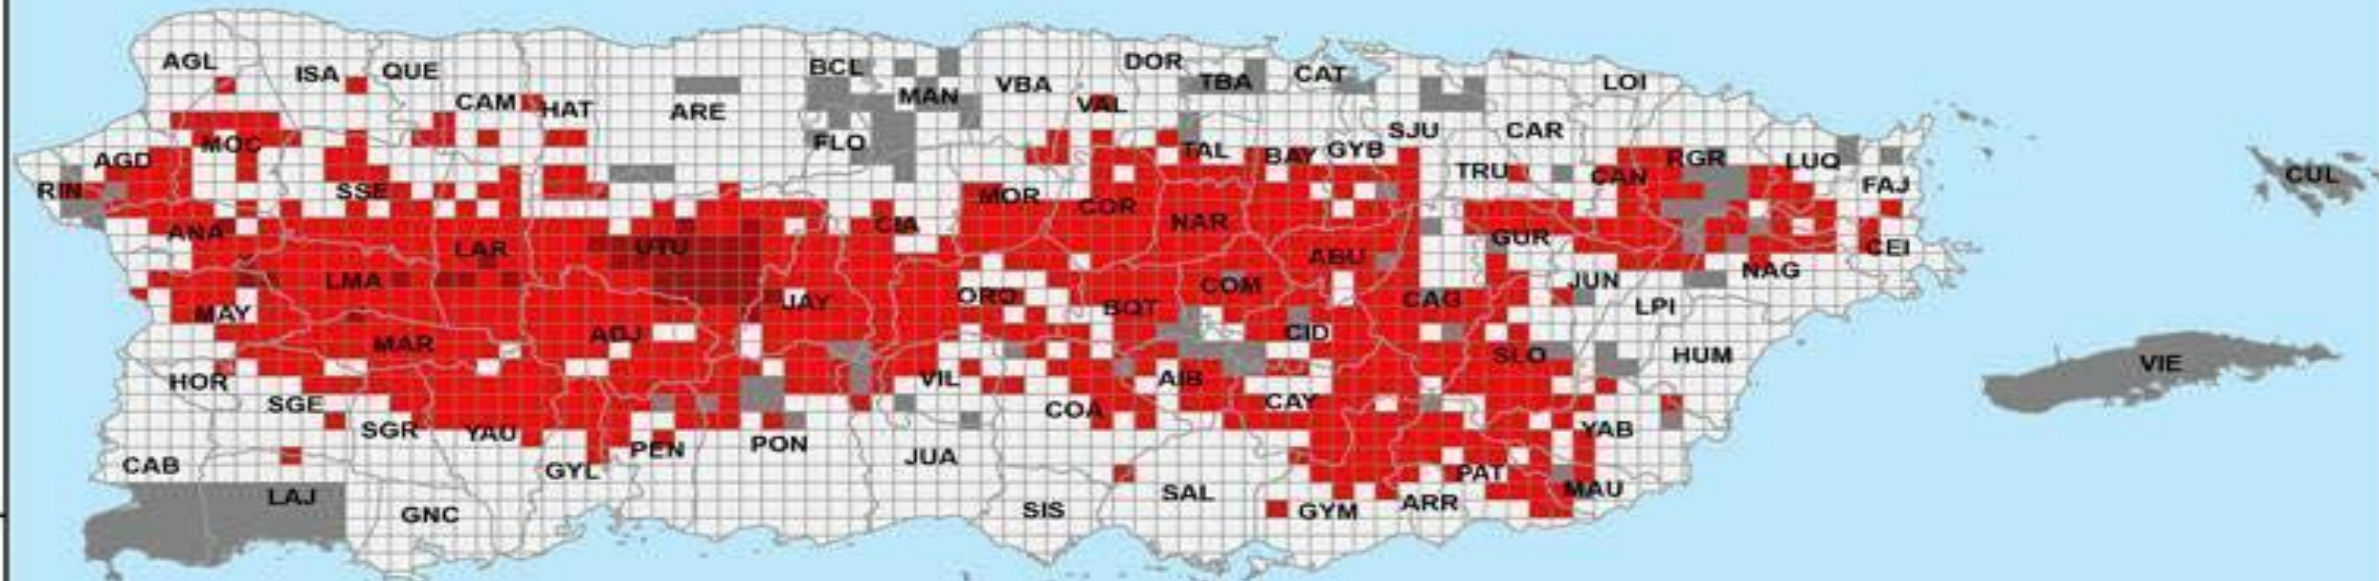 AGL
ISA
QUE
BCL
DOR
CAT
TBA
LOI
VBA
MAN
CAM
HAT
ARE
VAL
MOC
FLO
SJU
CAR
AGD
TAL
BAY
GYB
RGR
LUQ
TRU
CAN
FAJ
CUL
RIN
SSE
MOR
COR
NAR
ANA
CIA
LAR
UTU
GUR
CEI
ABU
NAG
LMA
JUN
COM
JAY
ORO
BQT
CAG
LPI
MAY
MAR
ADJ
CID
SLO
HUM
VIE
HOR
VIL
AIB
SGE
COA
CAY
SGR
YAU
YAB
PEN
PON
CAB
GYL
JUA
PAT
LAJ
SAL
MAU
GNC
SIS
GYM
ARR